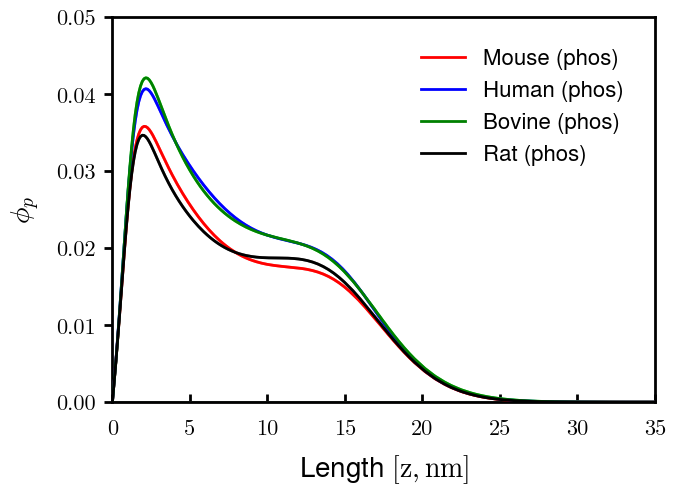 0.05
0.04
0.03
0.02
0.01
0.00
ϕp
Mouse (phos)
Human (phos)
Bovine (phos)
Rat (phos)
0 5 10 15 20 25 30 35
Length [z, nm]